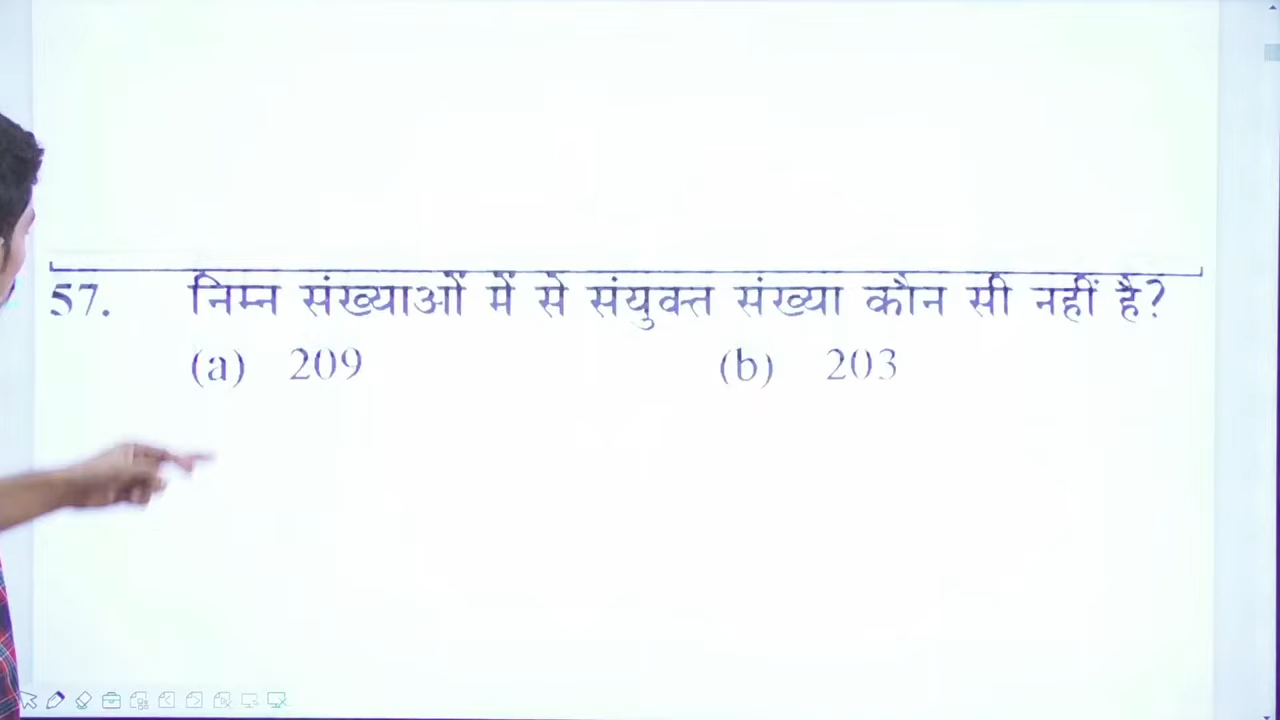 57. निम्न संख्याओं में से संयुक्त संख्या कौन सी नहीं है?
(a) 209 (b) 203